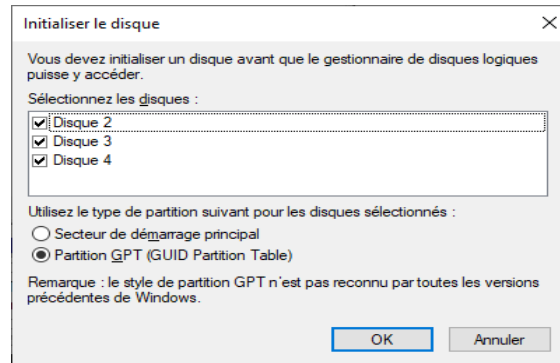 Initialiser le disque
Vous devez initialiser un disque avant que le gestionnaire de disques logiques
puisse y accéder.
Sélectionnez les disques :
Disque 2
Disque 3
Disque 4
Utilisez le type de partition suivant pour les disques sélectionnés :
Secteur de démarrage principal
Partition GPT (GUID Partition Table)
Remarque : le style de partition GPT n'est pas reconnu par toutes les versions
précédentes de Windows.
OK Annuler